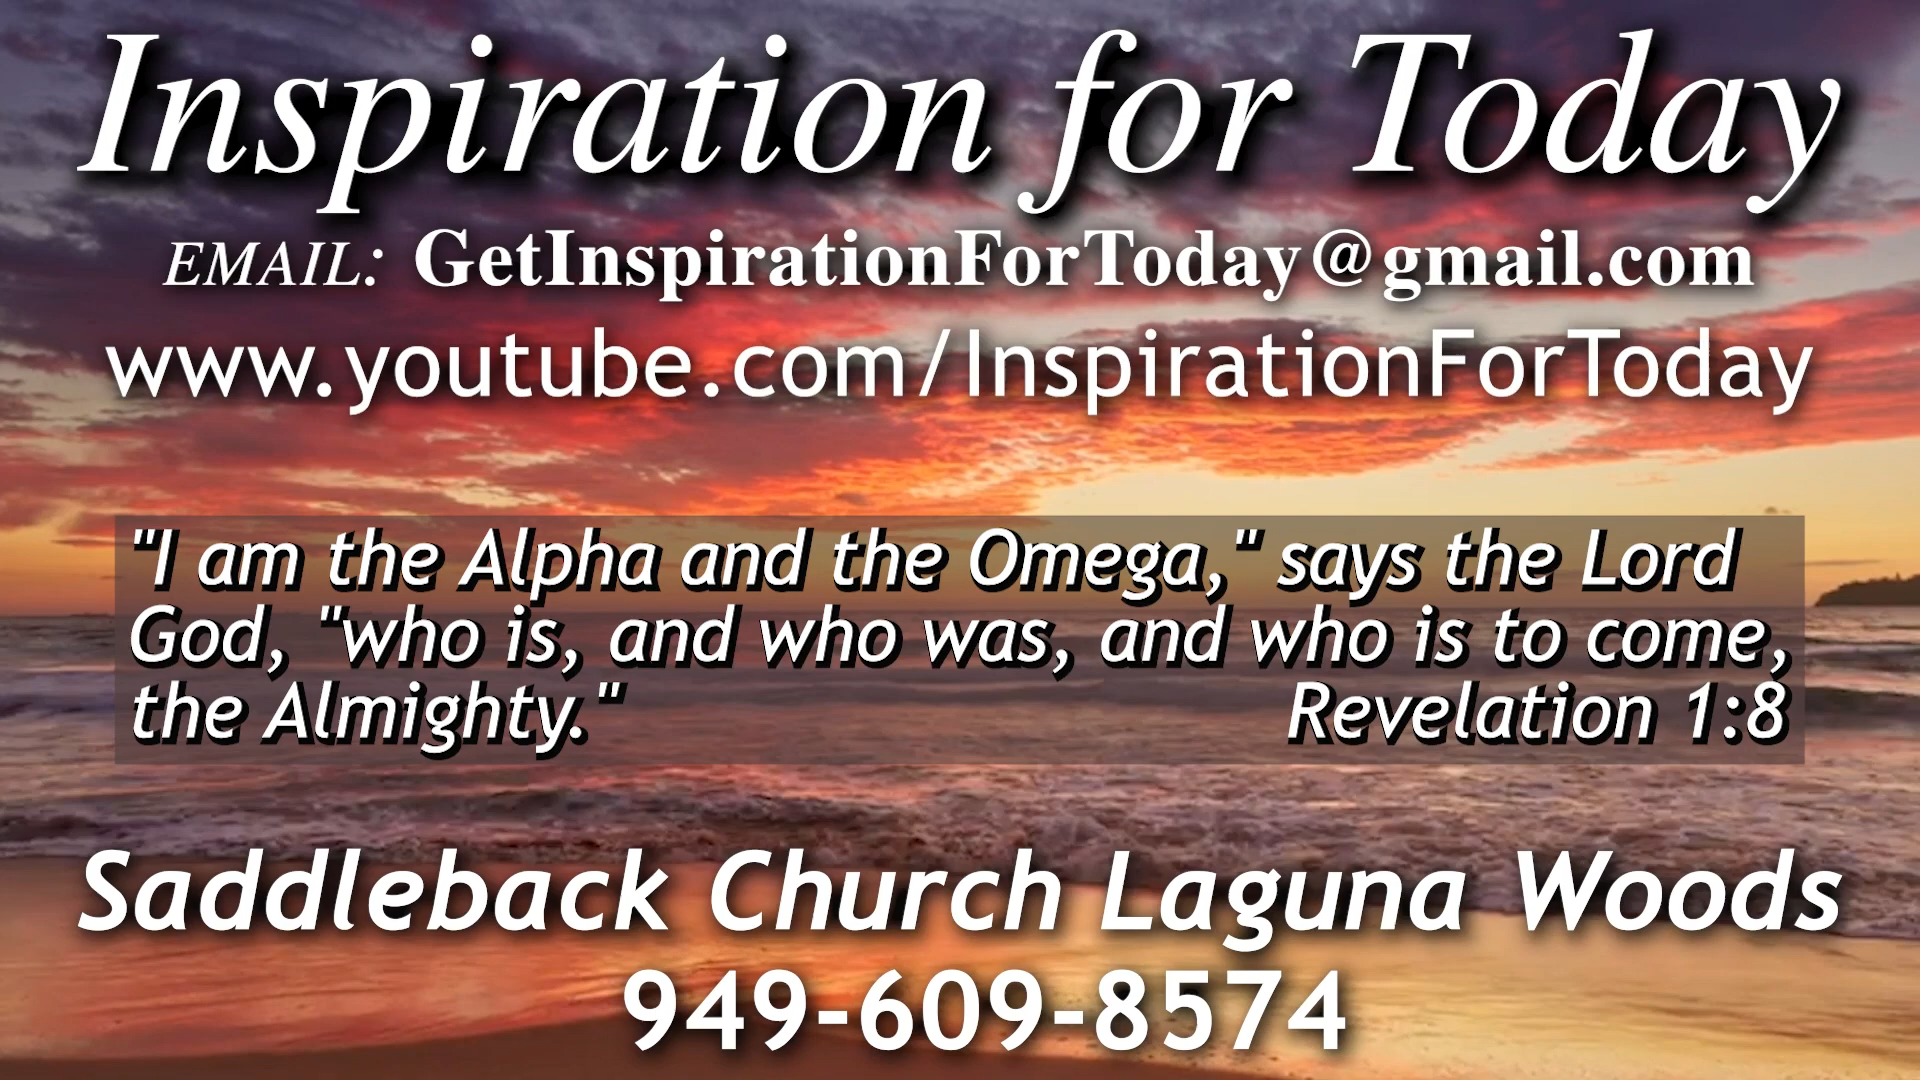 Inspiration for Today
EMAIL: GetInspirationForToday@gmail.com
www.youtube.com/InspirationForToday
"I am the Alpha and the Omega," says the Lord
God, "who is, and who was, and who is to come,
the Almighty." Revelation 1:8
Saddleback Church Laguna Woods
949-609-8574